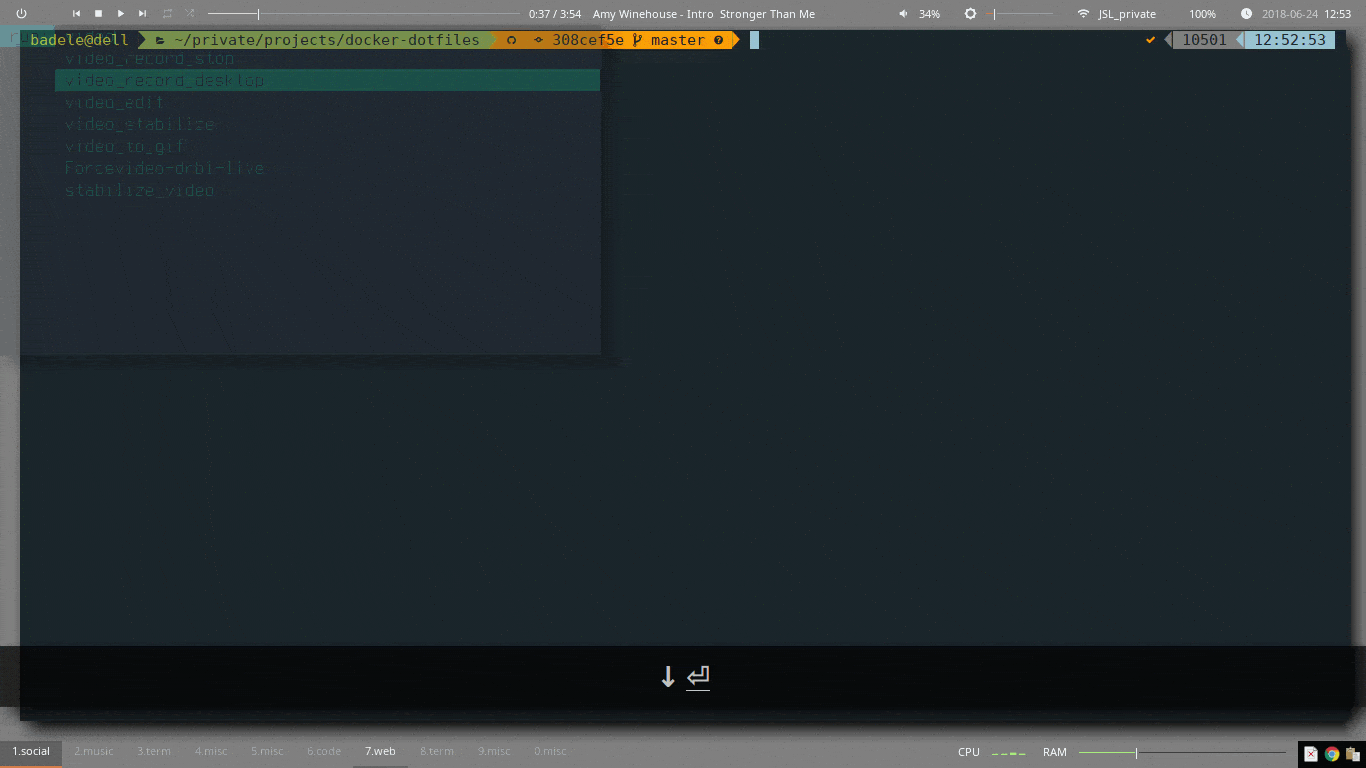 0:37 / 3:54 Amy Winehouse - Intro Stronger Than Me 34% JSL_private 100% 2018-06-24 12:53
badele@dell ~/private/projects/docker-dotfiles 308cef5e master 10501 12:52:53
video_record_stop
video_record_desktop
video_edit
video_stabilize
video_to_gif
stabilize_video
↓ ⏎
1.social 2.music 3.term 4.misc 5.misc 6.code 7.web 8.term 9.misc 0.misc CPU RAM